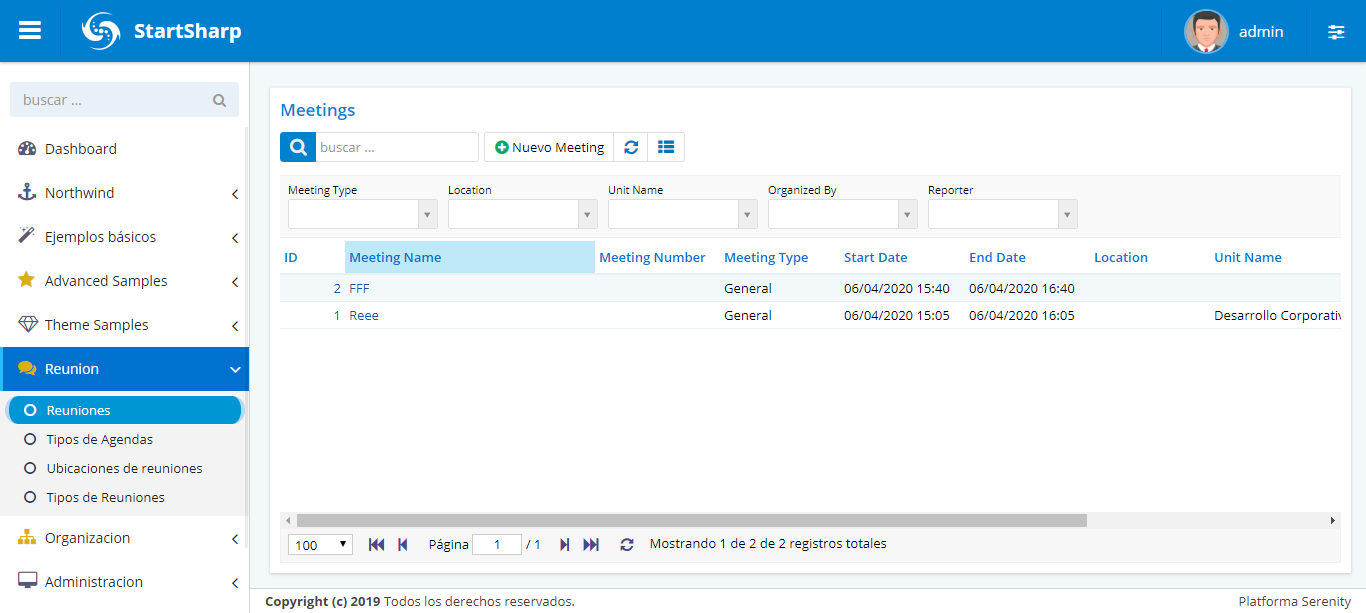 StartSharp
admin
buscar ...
Dashboard
Northwind
Ejemplos básicos
Advanced Samples
Theme Samples
Reunion
Reuniones
Tipos de Agendas
Ubicaciones de reuniones
Tipos de Reuniones
Organizacion
Administracion
Meetings
buscar ...
Nuevo Meeting
Meeting Type Location Unit Name Organized By Reporter
ID Meeting Name Meeting Number Meeting Type Start Date End Date Location Unit Name
2 FFF General 06/04/2020 15:40 06/04/2020 16:40
1 Reee General 06/04/2020 15:05 06/04/2020 16:05 Desarrollo Corporativ
100 Página 1 / 1 Mostrando 1 de 2 de 2 registros totales
Copyright (c) 2019 Todos los derechos reservados. Platforma Serenity